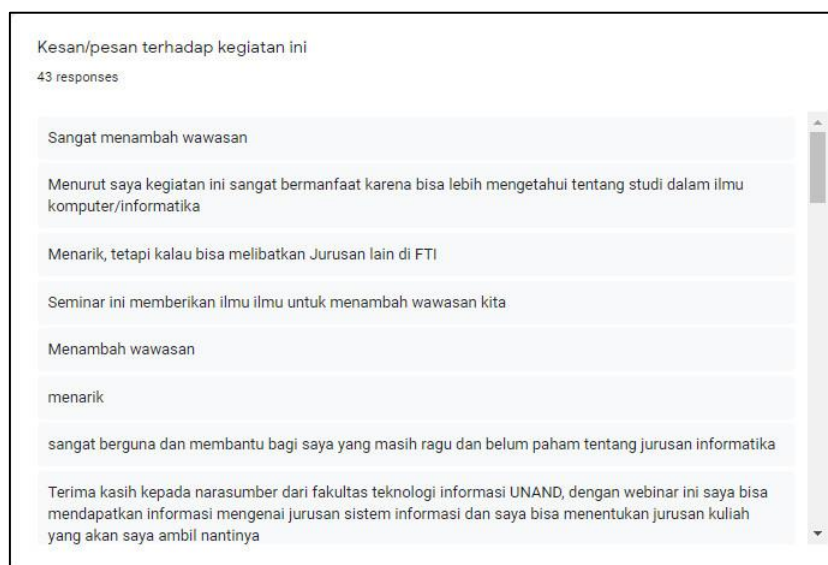 Kesan/pesan terhadap kegiatan ini
43 responses
Sangat menambah wawasan
Menurut saya kegiatan ini sangat bermanfaat karena bisa lebih mengetahui tentang studi dalam ilmu
komputer/informatika
Menarik, tetapi kalau bisa melibatkan Jurusan lain di FTI
Seminar ini memberikan ilmu ilmu untuk menambah wawasan kita
Menambah wawasan
menarik
sangat berguna dan membantu bagi saya yang masih ragu dan belum paham tentang jurusan informatika
Terima kasih kepada narasumber dari fakultas teknologi informasi UNAND, dengan webinar ini saya bisa
mendapatkan informasi mengenai jurusan sistem informasi dan saya bisa menentukan jurusan kuliah
yang akan saya ambil nantinya